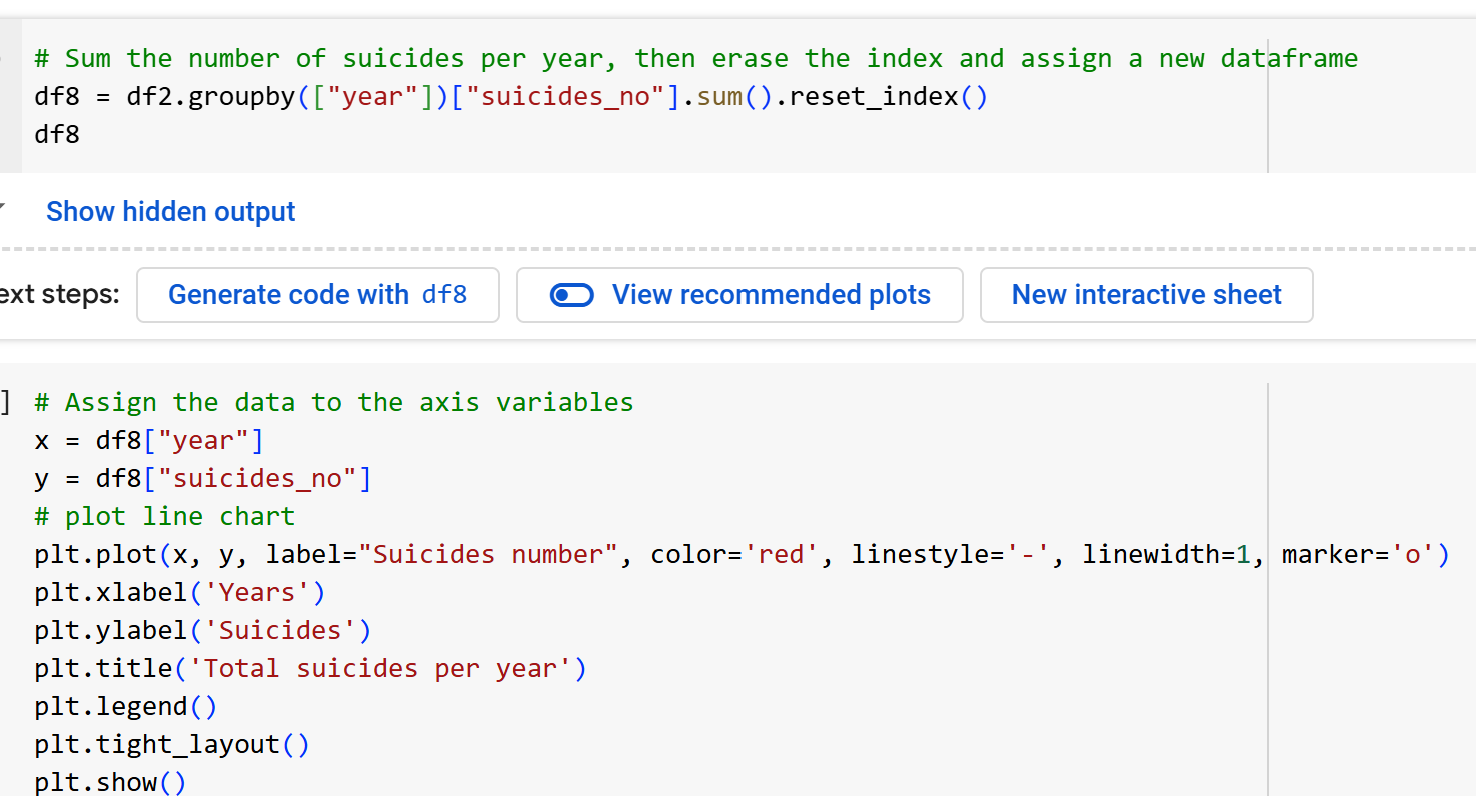 # Sum the number of suicides per year, then erase the index and assign a new dataframe
df8 = df2.groupby(["year"])["suicides_no"].sum().reset_index()
df8
Show hidden output
ext steps:
Generate code with df8
View recommended plots
New interactive sheet
] # Assign the data to the axis variables
x = df8["year"]
y = df8["suicides_no"]
# plot line chart
plt.plot(x, y, label="Suicides number", color='red', linestyle='-', linewidth=1, marker='o')
plt.xlabel('Years')
plt.ylabel('Suicides')
plt.title('Total suicides per year')
plt.legend()
plt.tight_layout()
plt.show()